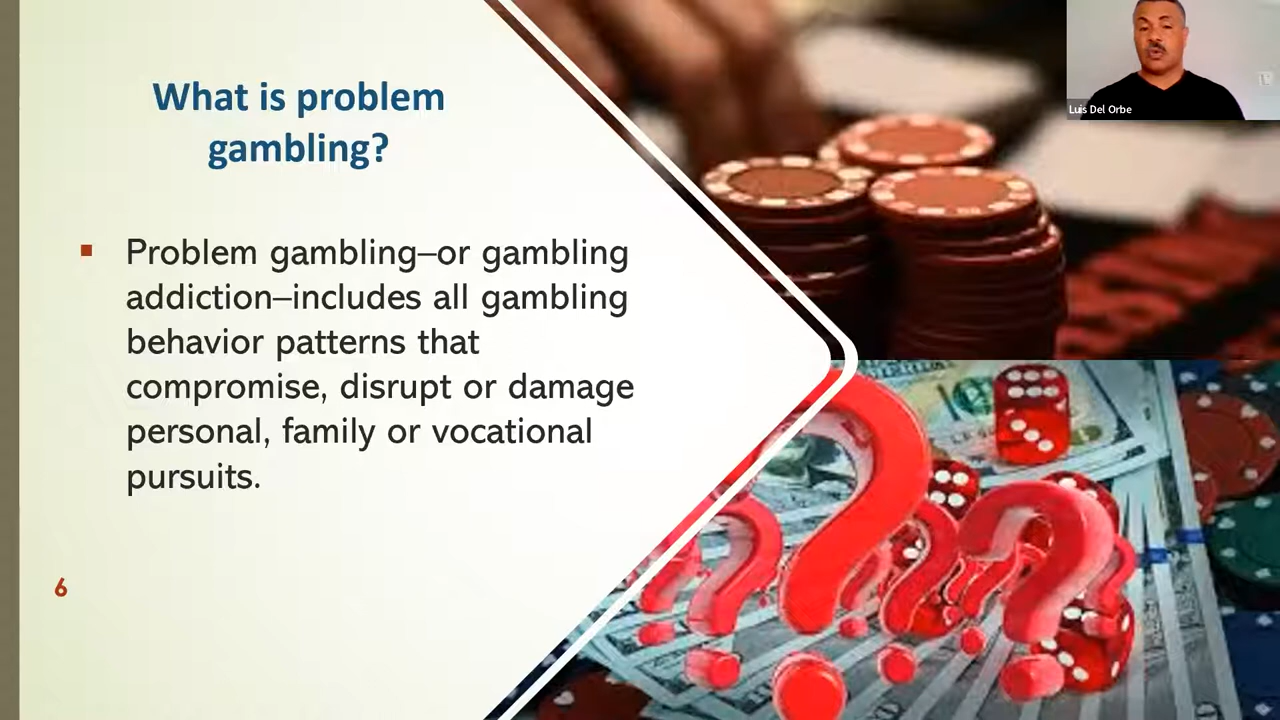 What is problem
gambling?
Problem gambling–or gambling
addiction–includes all gambling
behavior patterns that
compromise, disrupt or damage
personal, family or vocational
pursuits.
6
Luis Del Orbe